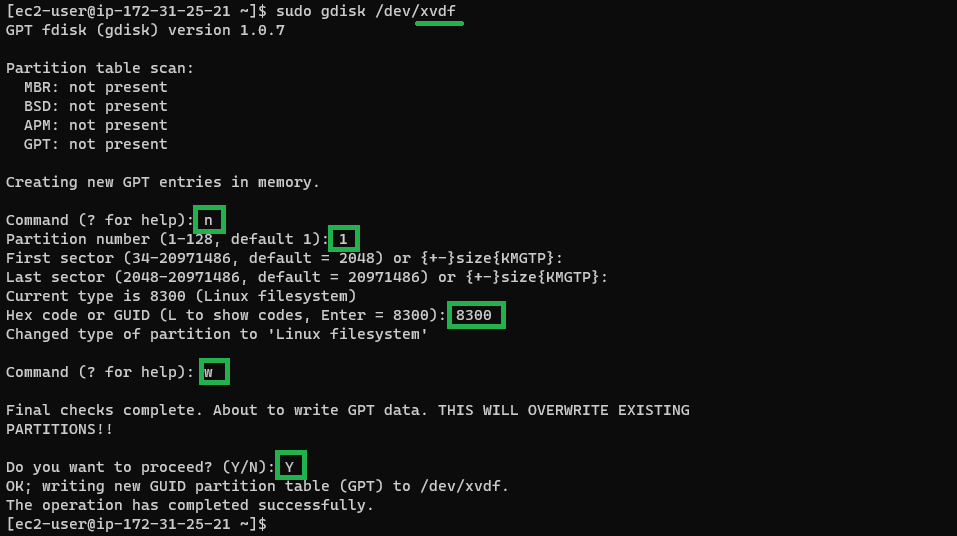 [ec2-user@ip-172-31-25-21 ~]$ sudo gdisk /dev/xvdf
GPT fdisk (gdisk) version 1.0.7
Partition table scan:
  MBR: not present
  BSD: not present
  APM: not present
  GPT: not present
Creating new GPT entries in memory.
Command (? for help): n
Partition number (1-128, default 1): 1
First sector (34-20971486, default = 2048) or {+-}size{KMGTP}:
Last sector (2048-20971486, default = 20971486) or {+-}size{KMGTP}:
Current type is 8300 (Linux filesystem)
Hex code or GUID (L to show codes, Enter = 8300): 8300
Changed type of partition to 'Linux filesystem'
Command (? for help): w
Final checks complete. About to write GPT data. THIS WILL OVERWRITE EXISTING
PARTITIONS!!
Do you want to proceed? (Y/N): Y
OK; writing new GUID partition table (GPT) to /dev/xvdf.
The operation has completed successfully.
[ec2-user@ip-172-31-25-21 ~]$